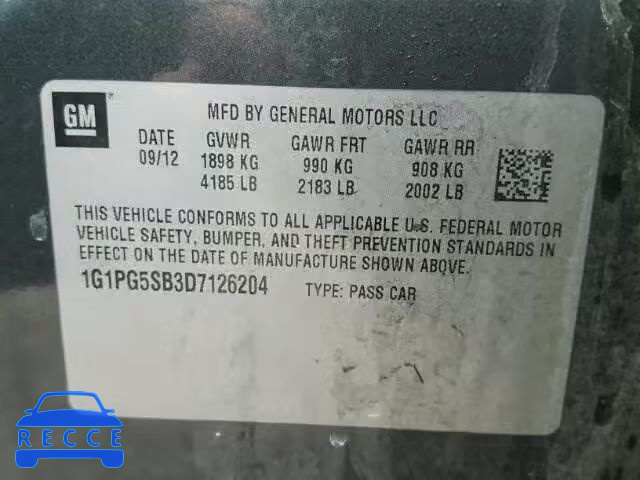 GM
MFD BY GENERAL MOTORS LLC
DATE GVWR GAWR FRT GAWR RR
09/12 1898 KG 990 KG 908 KG
4185 LB 2183 LB 2002 LB
THIS VEHICLE CONFORMS TO ALL APPLICABLE U.S. FEDERAL MOTOR
VEHICLE SAFETY, BUMPER, AND THEFT PREVENTION STANDARDS IN
EFFECT ON THE DATE OF MANUFACTURE SHOWN ABOVE.
1G1PG5SB3D7126204 TYPE: PASS CAR
RECCE